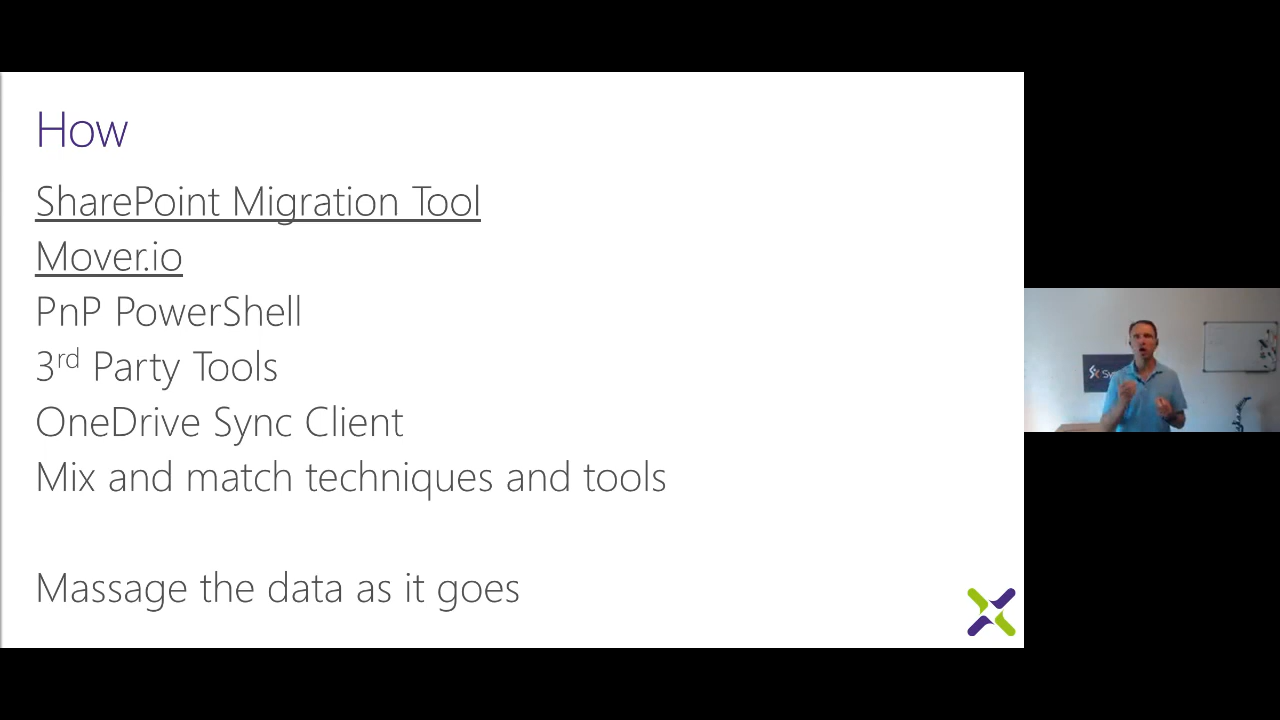 How
SharePoint Migration Tool
Mover.io
PnP PowerShell
3rd Party Tools
OneDrive Sync Client
Mix and match techniques and tools
Massage the data as it goes